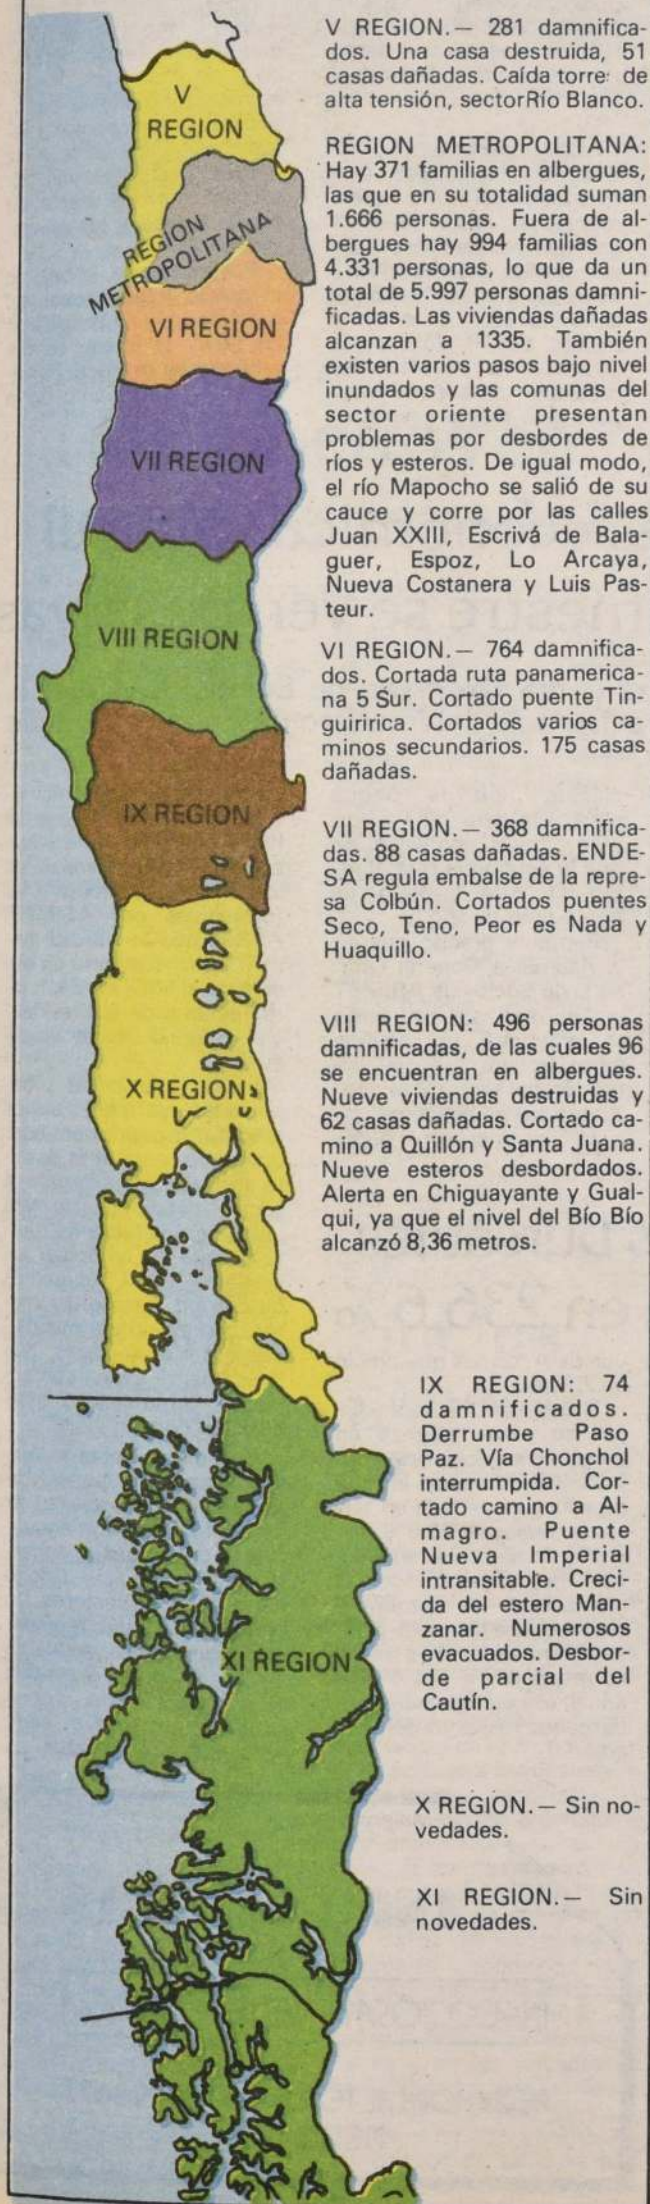 V REGION.— 281 damnifica-
dos. Una casa destruida, 51
casas dañadas. Caída torre de
alta tensión, sector Río Blanco.
REGION METROPOLITANA:
Hay 371 familias en albergues,
las que en su totalidad suman
1.666 personas. Fuera de al-
bergues hay 994 familias con
4.331 personas, lo que da un
total de 5.997 personas damni-
ficadas. Las viviendas dañadas
alcanzan a 1335. También
existen varios pasos bajo nivel
inundados y las comunas del
sector oriente presentan
problemas por desbordes de
ríos y esteros. De igual modo,
el río Mapocho se salió de su
cauce y corre por las calles
Juan XXIII, Escrivá de Bala-
guer, Espoz, Lo Arcaya,
Nueva Costanera y Luis Pas-
teur.
VI REGION.— 764 damnifica-
dos. Cortada ruta panamerica-
na 5 Sur. Cortado puente Tin-
guiririca. Cortados varios ca-
minos secundarios. 175 casas
dañadas.
VII REGION.— 368 damnifica-
das. 88 casas dañadas. ENDE-
SA regula embalse de la repre-
sa Colbún. Cortados puentes
Seco, Teno, Peor es Nada y
Huaquillo.
VIII REGION: 496 personas
damnificadas, de las cuales 96
se encuentran en albergues.
Nueve viviendas destruidas y
62 casas dañadas. Cortado ca-
mino a Quillón y Santa Juana.
Nueve esteros desbordados.
Alerta en Chiguayante y Gual-
qui, ya que el nivel del Bío Bío
alcanzó 8,36 metros.
IX REGION: 74
damnificados.
Derrumbe Paso
Paz. Vía Chonchol
interrumpida. Cor-
tado camino a Al-
magro. Puente
Nueva Imperial
intransitable. Creci-
da del estero Man-
zanar. Numerosos
evacuados. Desbor-
de parcial del
Cautín.
X REGION.— Sin no-
vedades.
XI REGION.— Sin
novedades.
V
REGION
REGION
METROPOLITANA
VI REGION
VII REGION
VIII REGION
IX REGION
X REGION
XI REGION